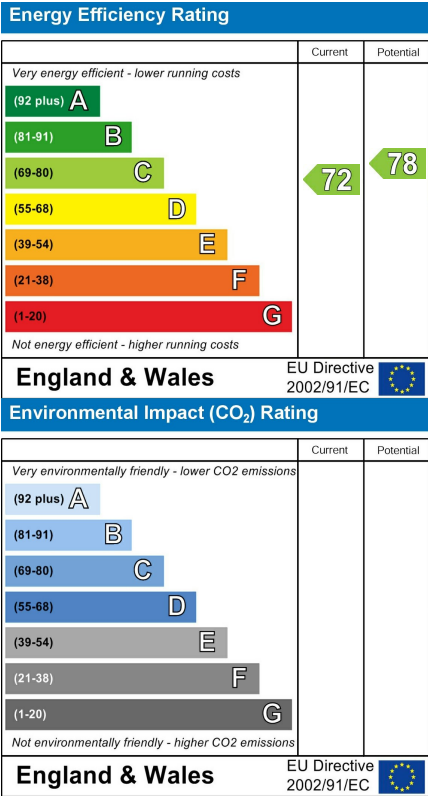 Energy Efficiency Rating
Current Potential
Very energy efficient - lower running costs
(92 plus) A
(81-91) B
(69-80) C
(55-68) D
(39-54) E
(21-38) F
(1-20) G
72
78
Not energy efficient - higher running costs
England & Wales
EU Directive
2002/91/EC
Environmental Impact (CO₂) Rating
Current Potential
Very environmentally friendly - lower CO2 emissions
(92 plus) A
(81-91) B
(69-80) C
(55-68) D
(39-54) E
(21-38) F
(1-20) G
Not environmentally friendly - higher CO2 emissions
England & Wales
EU Directive
2002/91/EC